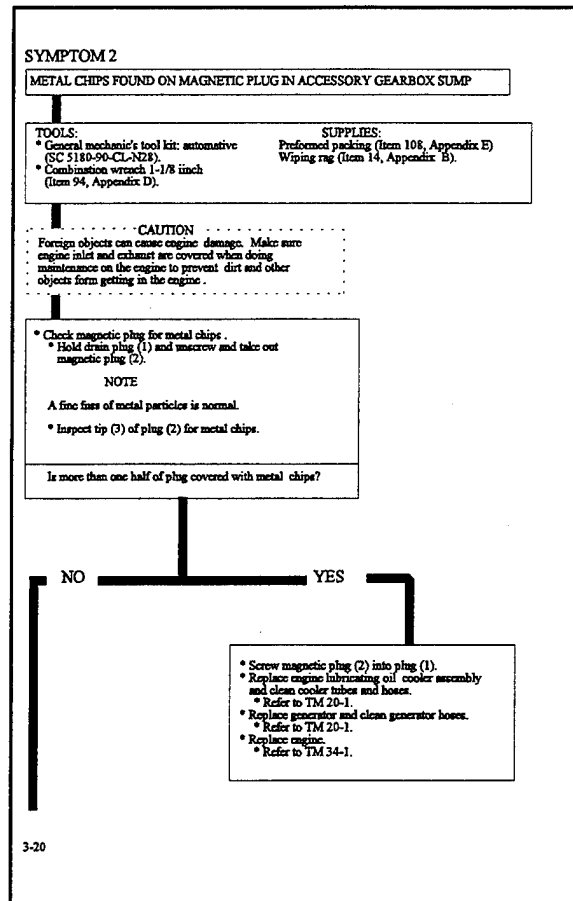 SYMPTOM 2
METAL CHIPS FOUND ON MAGNETIC PLUG IN ACCESSORY GEARBOX SUMP
TOOLS:
* General mechanic's tool kit: automative
(SC 5180-90-CL-N28).
* Combination wrench 1-1/8 iinch
(Item 94, Appendix D).
SUPPLIES:
Preformed packing (Item 108, Appendix E)
Wiping rag (Item 14, Appendix B).
CAUTION
Foreign objects can cause engine damage. Make sure
engine inlet and exhaust are covered when doing
maintenance on the engine to prevent dirt and other
objects form getting in the engine .
* Check magnetic plug for metal chips .
* Hold drain plug (1) and unscrew and take out
magnetic plug (2).
NOTE
A fine fuss of metal particles is normal.
* Inspect tip (3) of plug (2) for metal chips.
Is more than one half of plug covered with metal chips?
NO
YES
* Screw magnetic plug (2) into plug (1).
* Replace engine lubricating oil cooler assembly
and clean cooler tubes and hoses.
* Refer to TM 20-1.
* Replace generator and clean generator hoses.
* Refer to TM 20-1.
* Replace engine.
* Refer to TM 34-1.
3-20